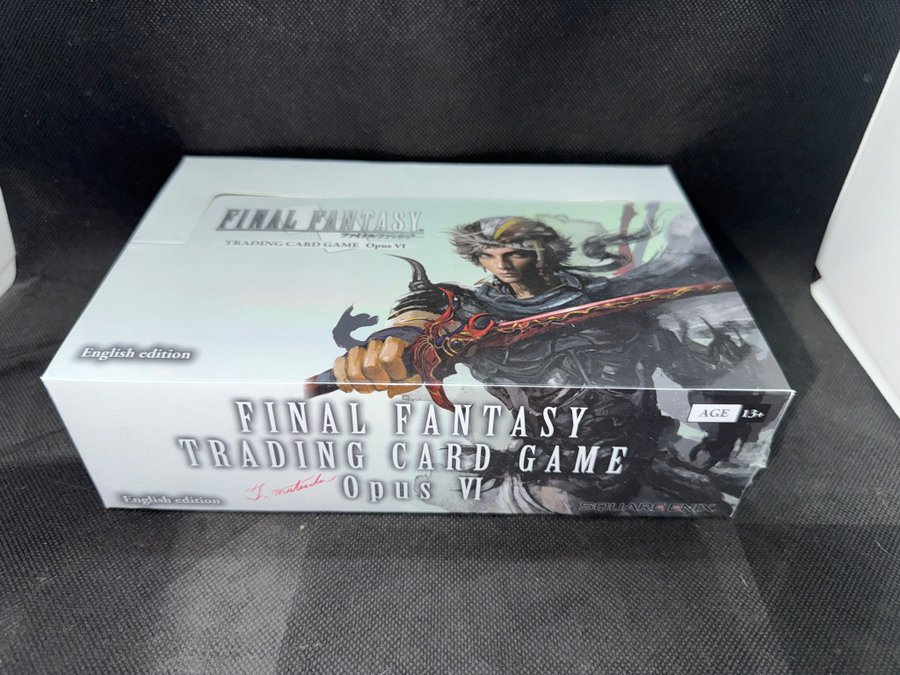 FINAL FANTASY
ファイナルファンタジー
TRADING CARD GAME Opus VI
English edition
FINAL FANTASY
TRADING CARD GAME
Opus VI
AGE 13+
English edition
SQUARE ENIX